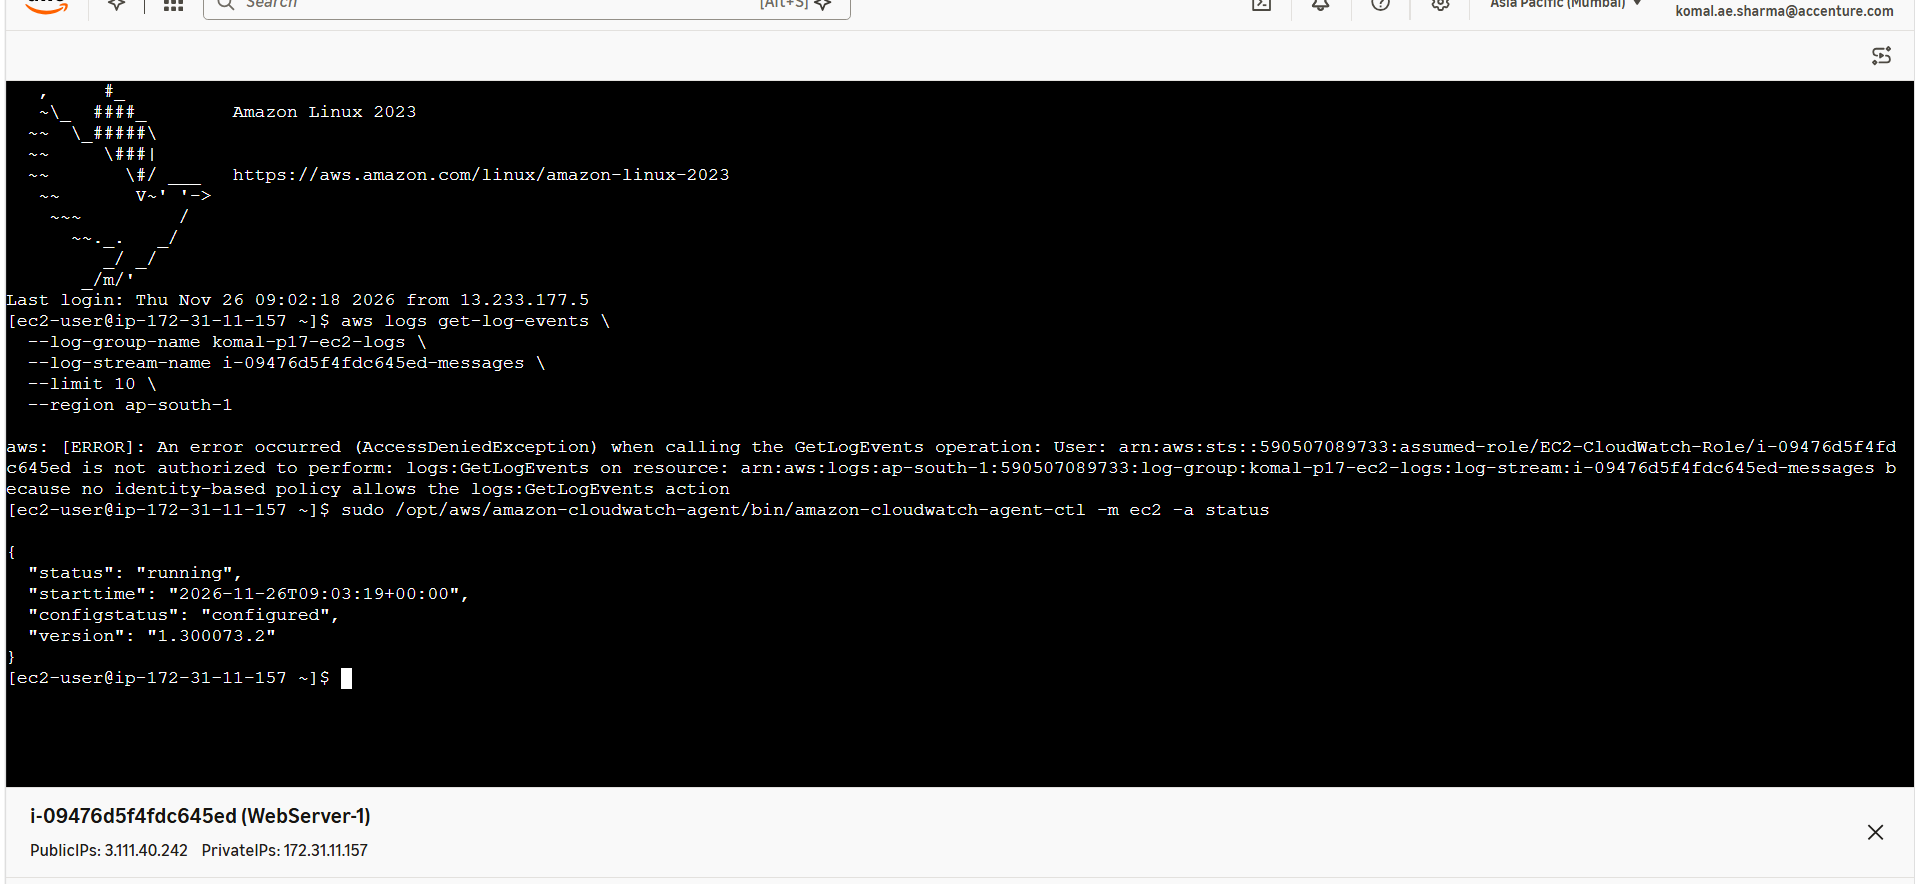 aws
Search
[Alt+S]
Asia Pacific (Mumbai)
komal.ae.sharma@accenture.com
   ,     #_
   ~\_  ####_        Amazon Linux 2023
  ~~  \_#####\
  ~~     \###|
  ~~       \#/ ___   https://aws.amazon.com/linux/amazon-linux-2023
   ~~       V~' '->
    ~~~         /
      ~~._.   _/
         _/ _/
       _/m/'
Last login: Thu Nov 26 09:02:18 2026 from 13.233.177.5
[ec2-user@ip-172-31-11-157 ~]$ aws logs get-log-events \
  --log-group-name komal-p17-ec2-logs \
  --log-stream-name i-09476d5f4fdc645ed-messages \
  --limit 10 \
  --region ap-south-1
aws: [ERROR]: An error occurred (AccessDeniedException) when calling the GetLogEvents operation: User: arn:aws:sts::590507089733:assumed-role/EC2-CloudWatch-Role/i-09476d5f4fd
c645ed is not authorized to perform: logs:GetLogEvents on resource: arn:aws:logs:ap-south-1:590507089733:log-group:komal-p17-ec2-logs:log-stream:i-09476d5f4fdc645ed-messages b
ecause no identity-based policy allows the logs:GetLogEvents action
[ec2-user@ip-172-31-11-157 ~]$ sudo /opt/aws/amazon-cloudwatch-agent/bin/amazon-cloudwatch-agent-ctl -m ec2 -a status
{
  "status": "running",
  "starttime": "2026-11-26T09:03:19+00:00",
  "configstatus": "configured",
  "version": "1.300073.2"
}
[ec2-user@ip-172-31-11-157 ~]$
i-09476d5f4fdc645ed (WebServer-1)
PublicIPs: 3.111.40.242 PrivateIPs: 172.31.11.157